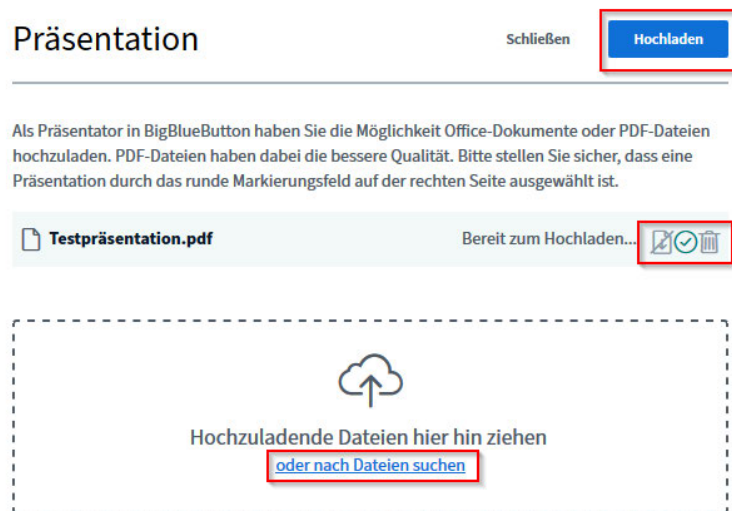 Präsentation
Schließen
Hochladen
Als Präsentator in BigBlueButton haben Sie die Möglichkeit Office-Dokumente oder PDF-Dateien
hochzuladen. PDF-Dateien haben dabei die bessere Qualität. Bitte stellen Sie sicher, dass eine
Präsentation durch das runde Markierungsfeld auf der rechten Seite ausgewählt ist.
Testpräsentation.pdf
Bereit zum Hochladen...
Hochzuladende Dateien hier hin ziehen
oder nach Dateien suchen